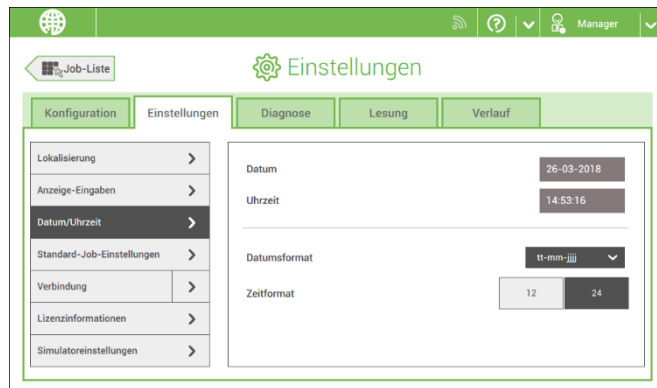 Manager
Job-Liste
Einstellungen
Konfiguration
Einstellungen
Diagnose
Lesung
Verlauf
Lokalisierung
Anzeige-Eingaben
Datum/Uhrzeit
Standard-Job-Einstellungen
Verbindung
Lizenzinformationen
Simulatoreinstellungen
Datum
26-03-2018
Uhrzeit
14:53:16
Datumsformat
tt-mm-jjjj
Zeitformat
12
24